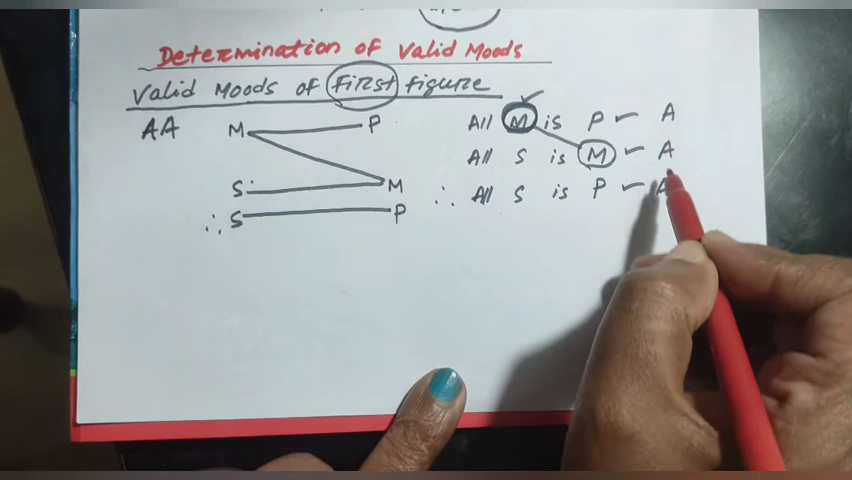 Determination of Valid Moods
Valid Moods of first figure
AA M P All M is P A
All S is M A
S M
∴ S P ∴ All S is P A